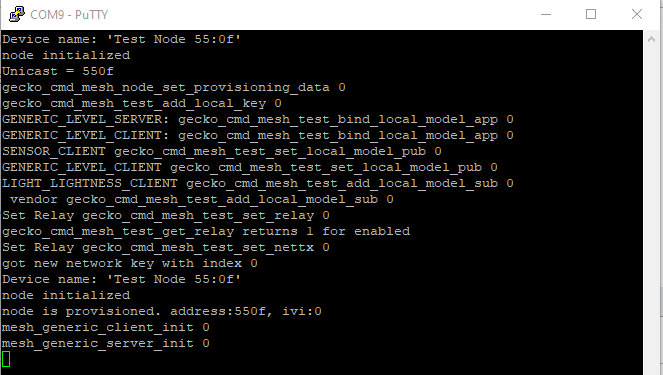 COM9 - PuTTY
Device name: 'Test Node 55:0f'
node initialized
Unicast = 550f
gecko_cmd_mesh_node_set_provisioning_data 0
gecko_cmd_mesh_test_add_local_key 0
GENERIC_LEVEL_SERVER: gecko_cmd_mesh_test_bind_local_model_app 0
GENERIC_LEVEL_CLIENT: gecko_cmd_mesh_test_bind_local_model_app 0
SENSOR_CLIENT gecko_cmd_mesh_test_set_local_model_pub 0
GENERIC_LEVEL_CLIENT gecko_cmd_mesh_test_set_local_model_pub 0
LIGHT_LIGHTNESS_CLIENT gecko_cmd_mesh_test_add_local_model_sub 0
 vendor gecko_cmd_mesh_test_add_local_model_sub 0
Set Relay gecko_cmd_mesh_test_set_relay 0
gecko_cmd_mesh_test_get_relay returns 1 for enabled
Set Relay gecko_cmd_mesh_test_set_nettx 0
got new network key with index 0
Device name: 'Test Node 55:0f'
node initialized
node is provisioned. address:550f, ivi:0
mesh_generic_client_init 0
mesh_generic_server_init 0